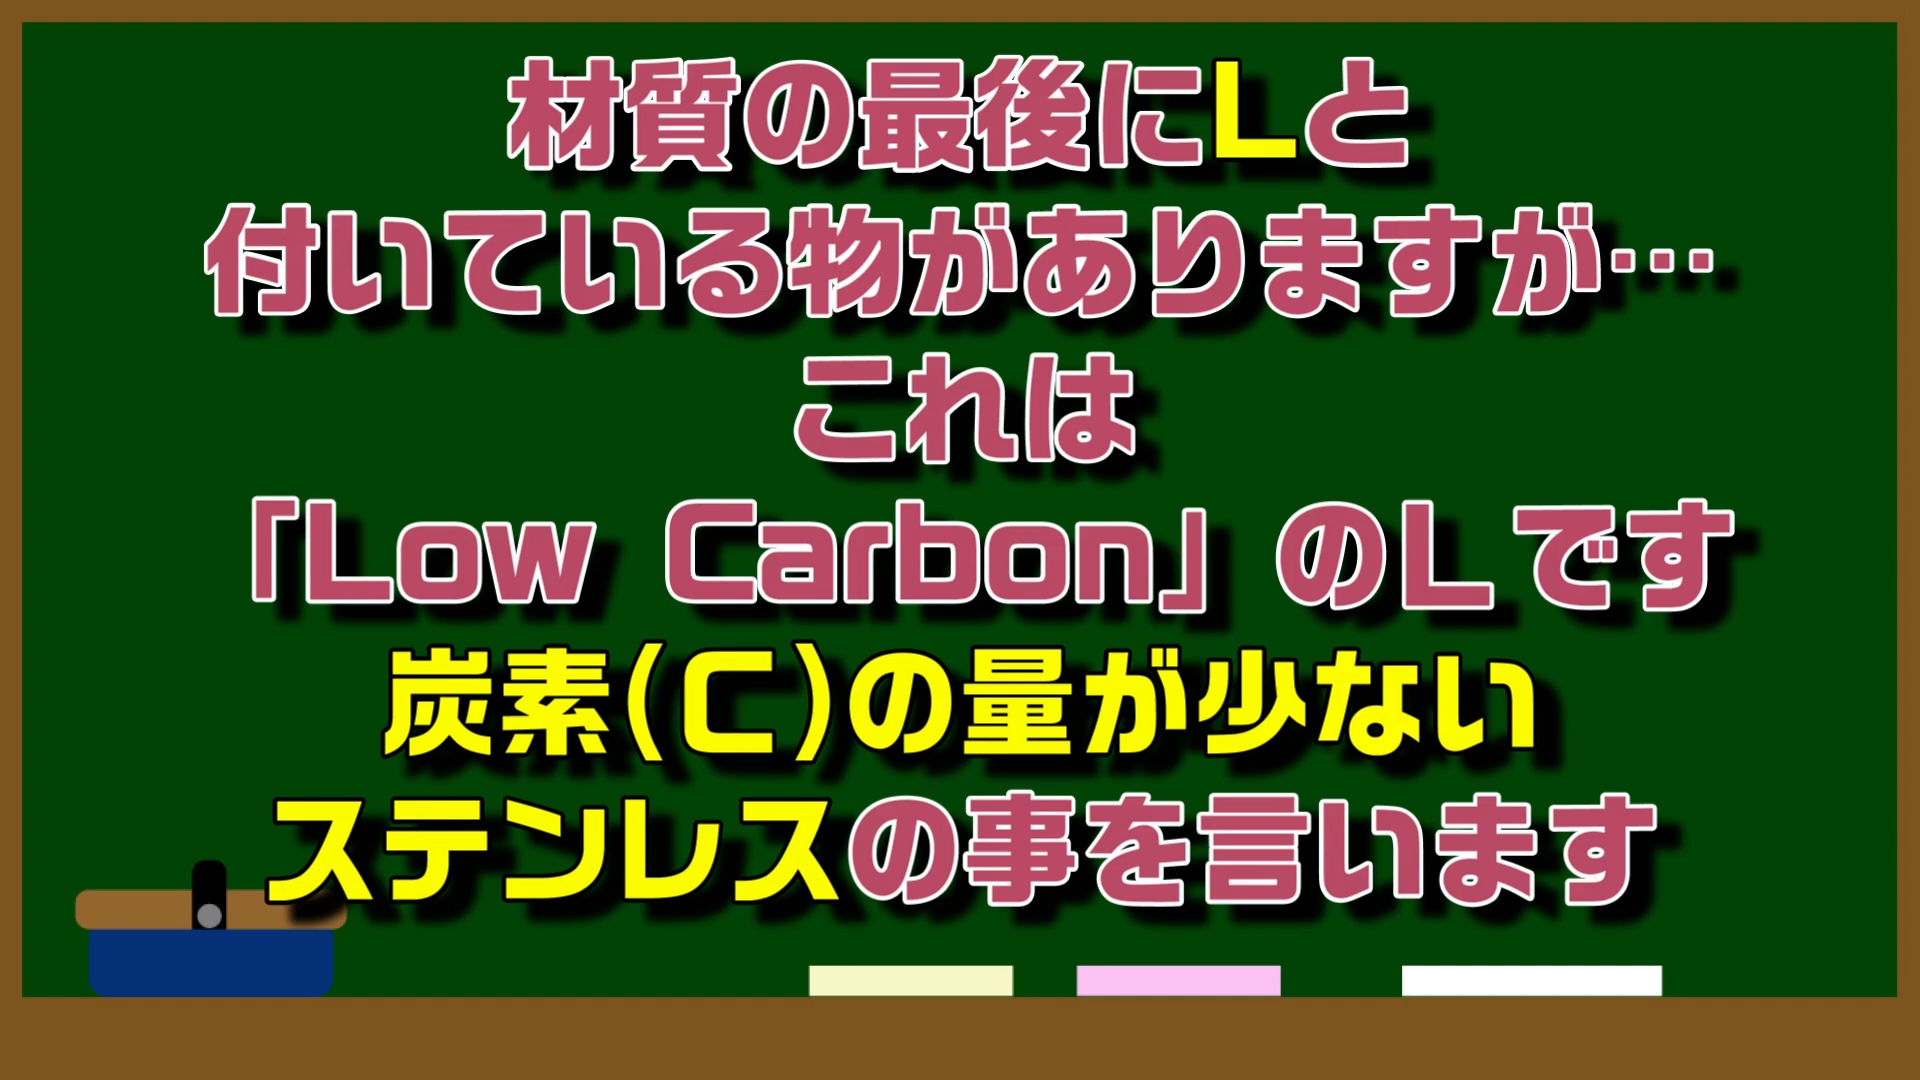 材質の最後にLと
付いている物がありますが…
これは
「Low Carbon」のLです
炭素(C)の量が少ない
ステンレスの事を言います